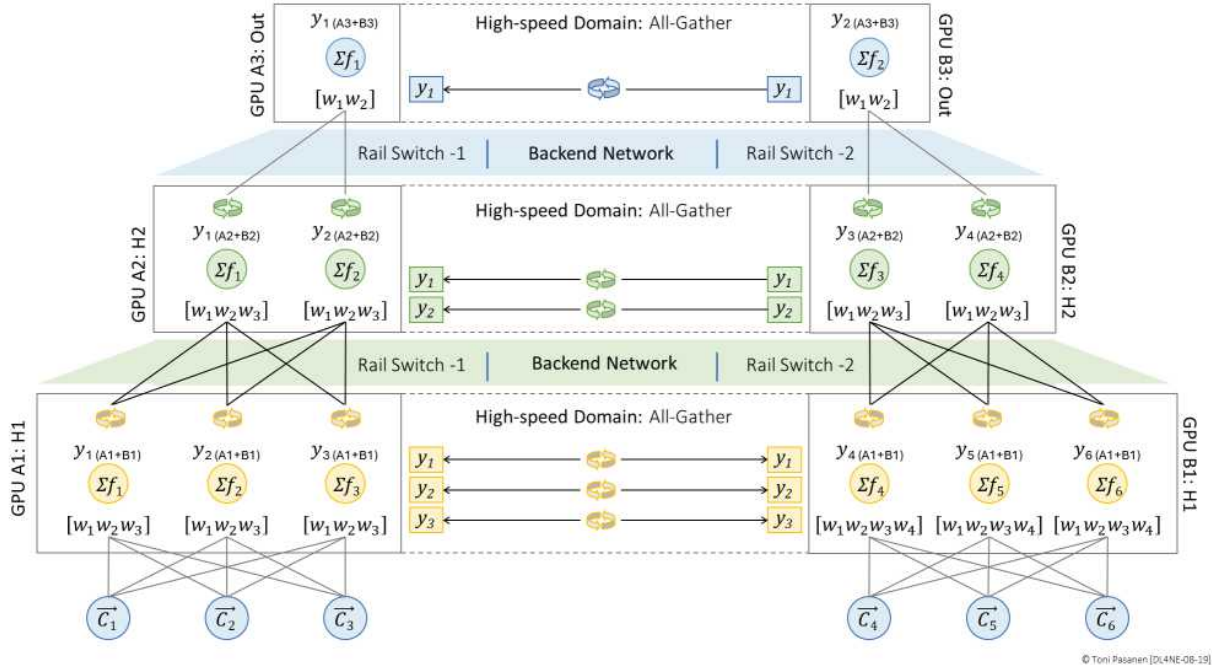 y1 (A3+B3) High-speed Domain: All-Gather y2 (A3+B3)
GPU A3: Out
Σf1 Σf2
GPU B3: Out
y1 y1
[w1w2] [w1w2]
Rail Switch -1 | Backend Network | Rail Switch -2
High-speed Domain: All-Gather
GPU A2: H2
y1 (A2+B2) y2 (A2+B2) y3 (A2+B2) y4 (A2+B2)
Σf1 Σf2 Σf3 Σf4
GPU B2: H2
y1 y1
y2 y2
[w1w2w3] [w1w2w3] [w1w2w3] [w1w2w3]
Rail Switch -1 | Backend Network | Rail Switch -2
High-speed Domain: All-Gather
GPU A1: H1
y1 (A1+B1) y2 (A1+B1) y3 (A1+B1) y4 (A1+B1) y5 (A1+B1) y6 (A1+B1)
y1 y1
Σf1 Σf2 Σf3 Σf4 Σf5 Σf6
GPU B1: H1
y2 y2
y3 y3
[w1w2w3] [w1w2w3] [w1w2w3] [w1w2w3w4] [w1w2w3w4] [w1w2w3w4]
C1 C2 C3 C4 C5 C6
© Toni Pasanen [DL4NE-08-19]